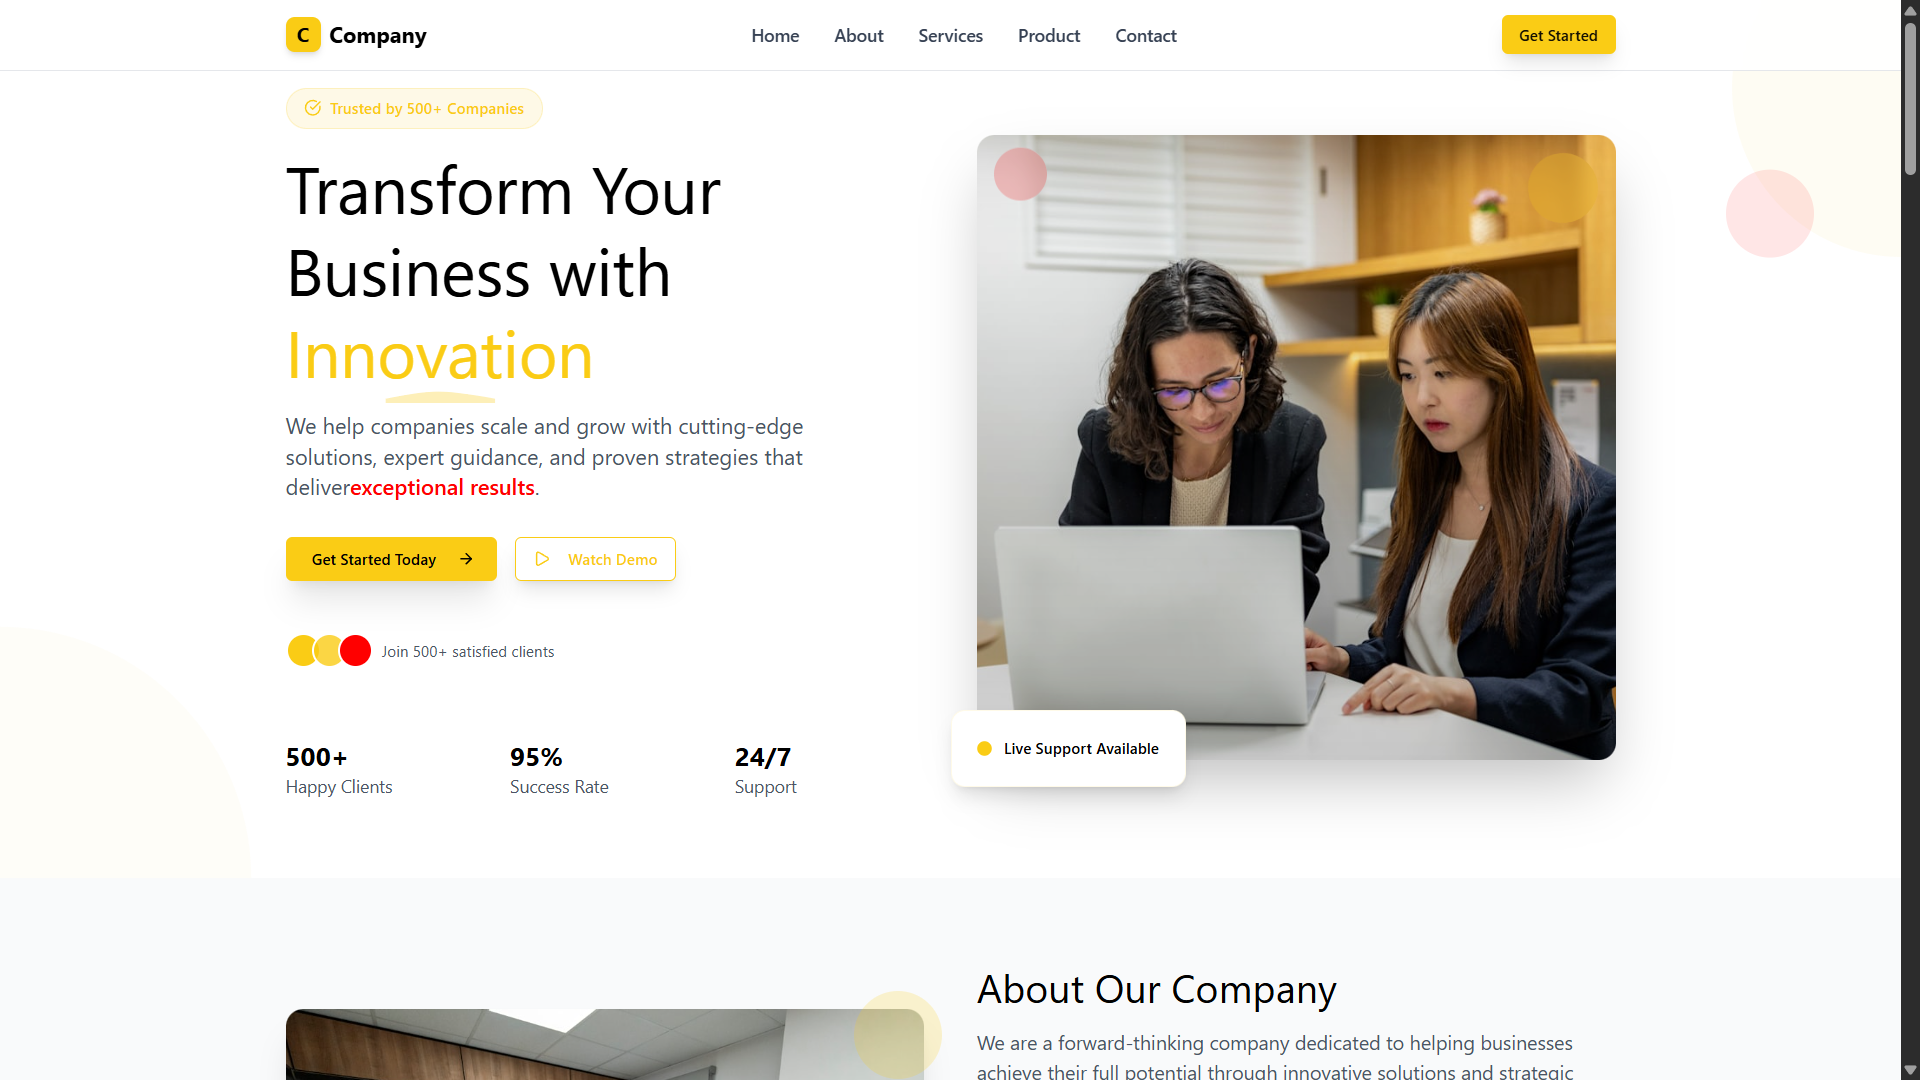 C Company
Home About Services Product Contact
Get Started
Trusted by 500+ Companies
Transform Your
Business with
Innovation
We help companies scale and grow with cutting-edge
solutions, expert guidance, and proven strategies that
deliverexceptional results.
Get Started Today
Watch Demo
Join 500+ satisfied clients
500+
Happy Clients
95%
Success Rate
24/7
Support
Live Support Available
About Our Company
We are a forward-thinking company dedicated to helping businesses
achieve their full potential through innovative solutions and strategic